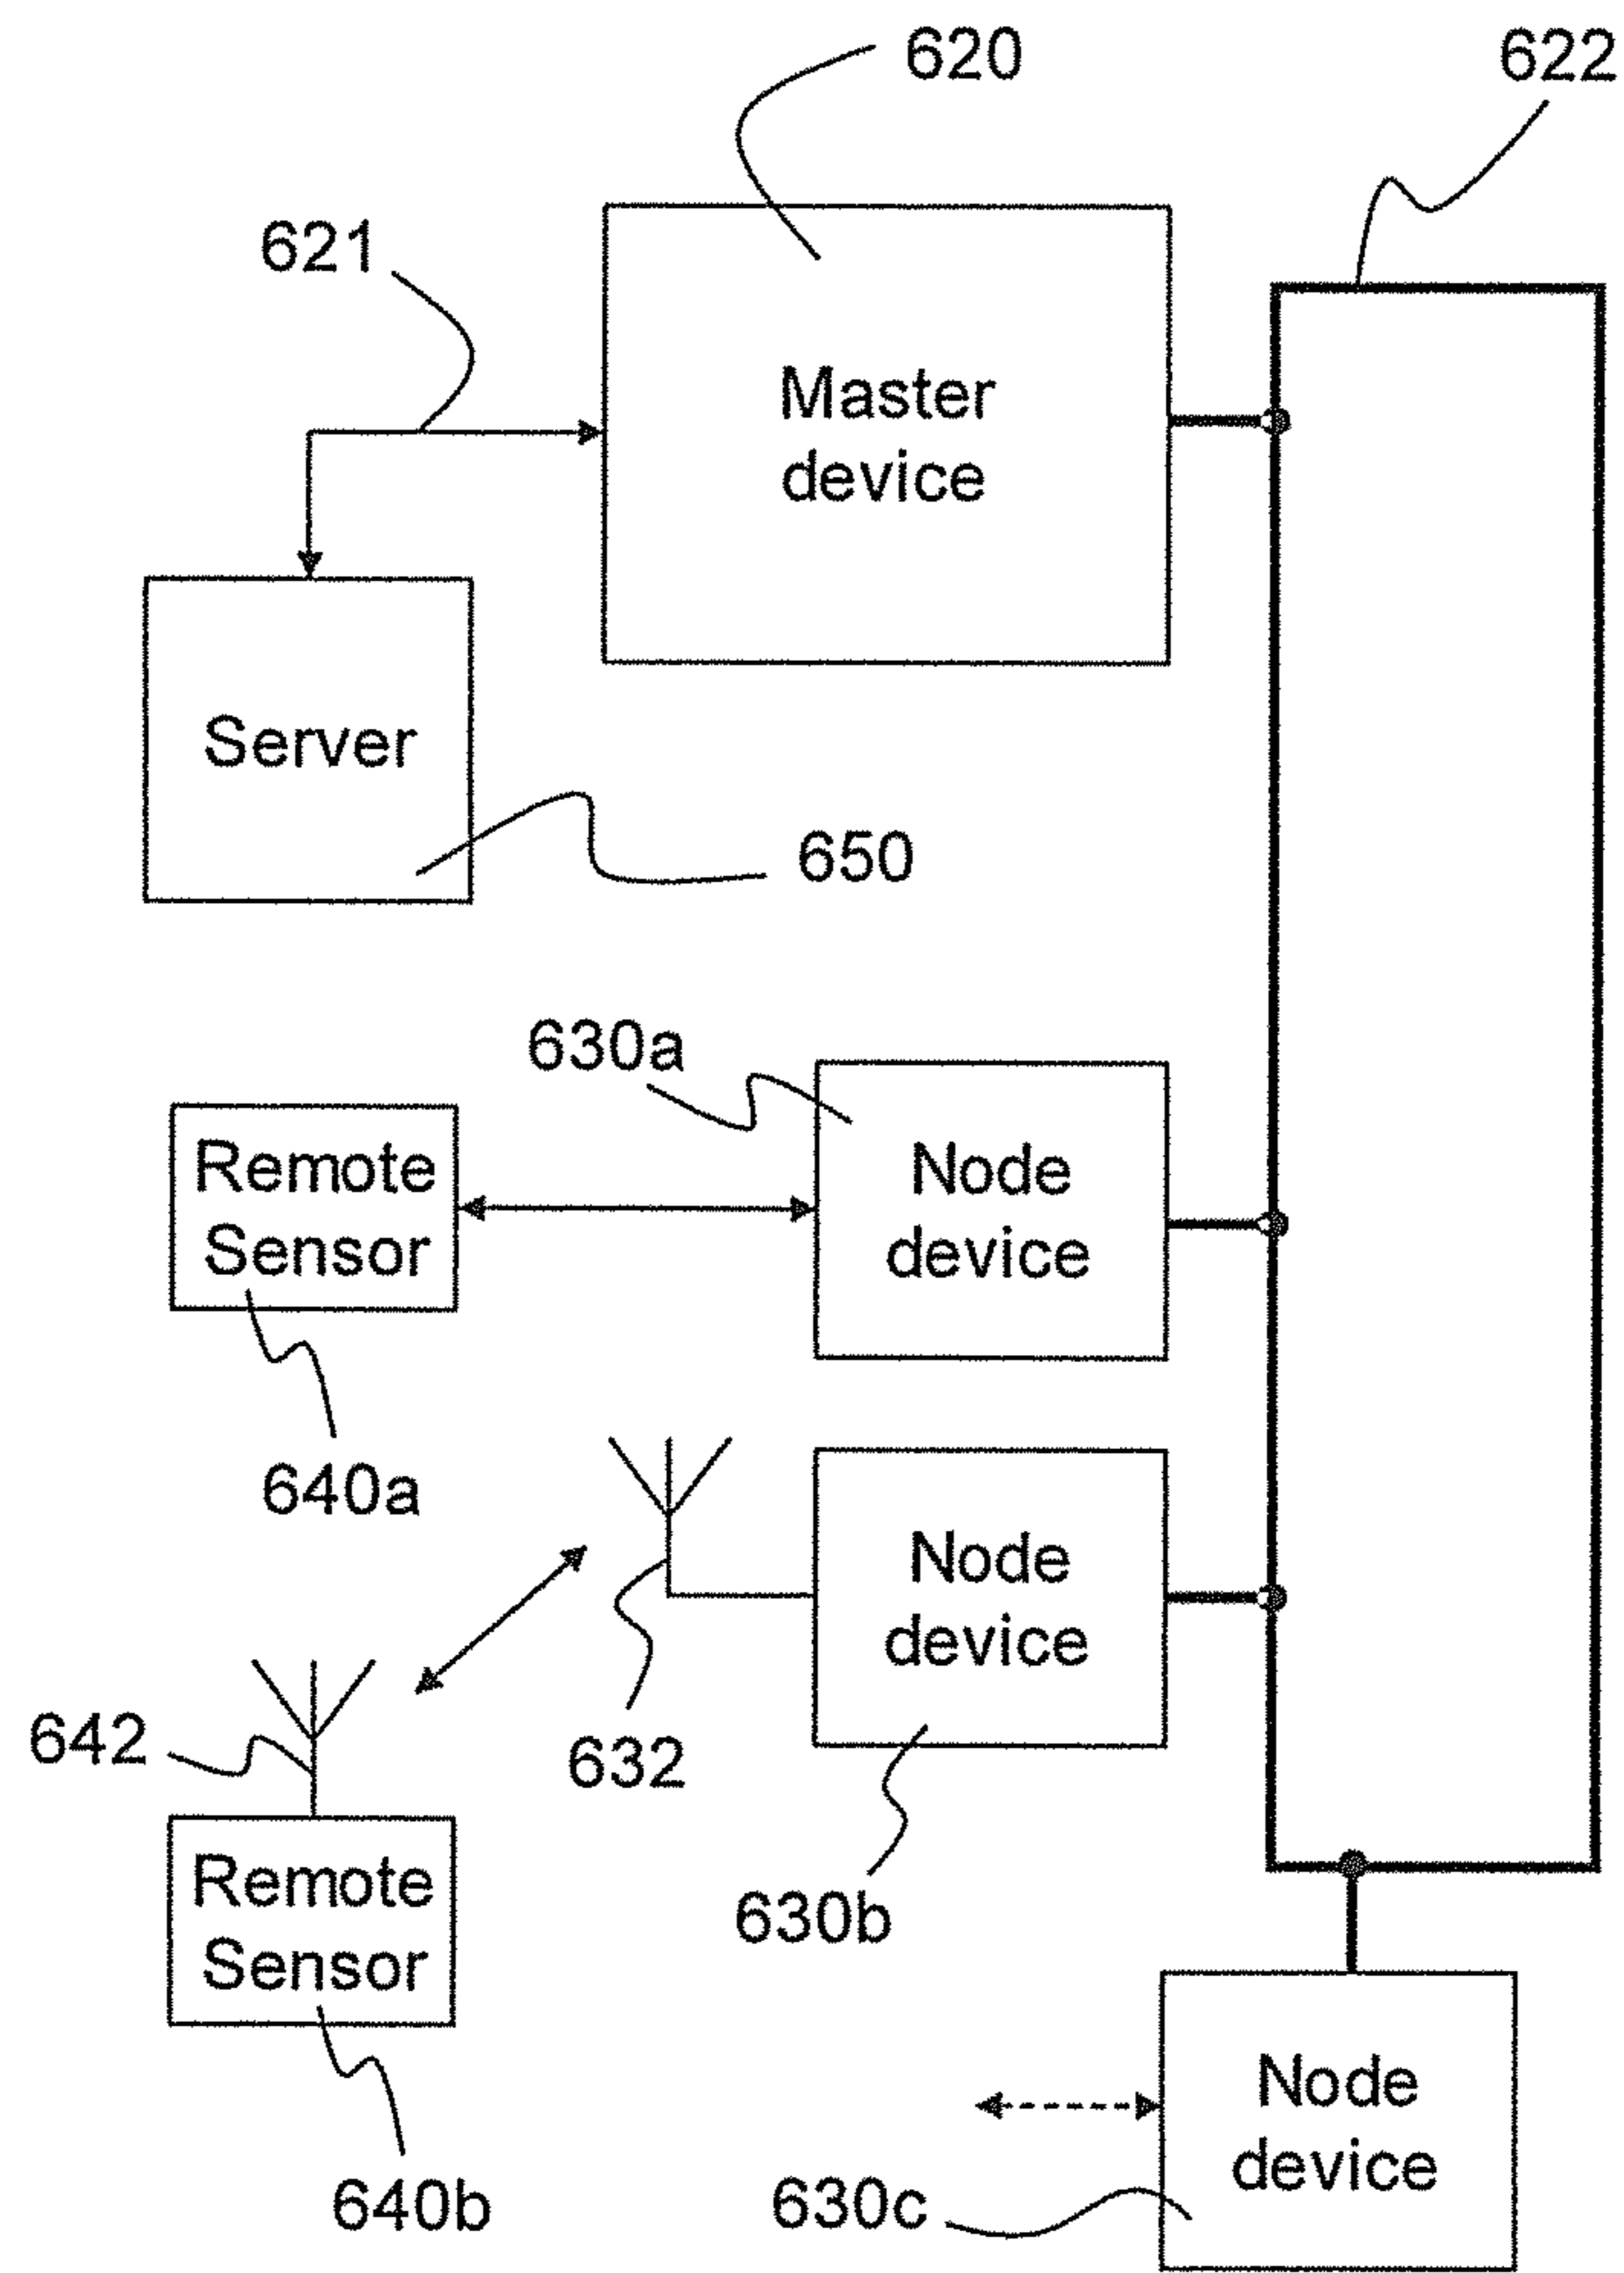 620
622
621
Master
device
Server
650
630a
Remote
Sensor
Node
device
640a
Node
device
642
632
Remote
Sensor
630b
Node
device
640b
630c